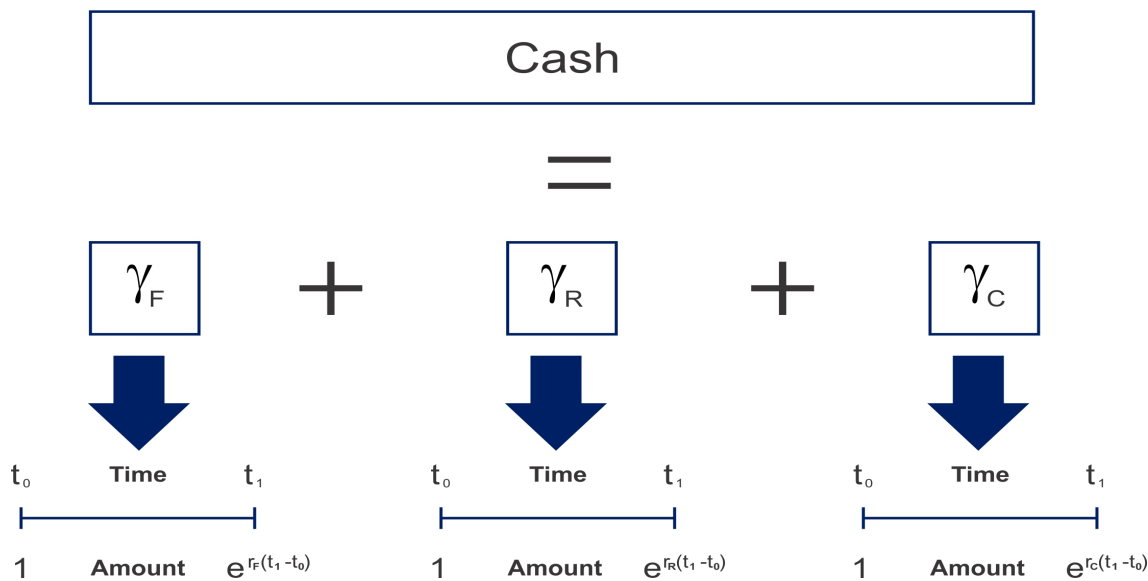 Cash
=
γF + γR + γC
t₀ Time t₁ t₀ Time t₁ t₀ Time t₁
1 Amount e^rF(t₁-t₀) 1 Amount e^rR(t₁-t₀) 1 Amount e^rC(t₁-t₀)